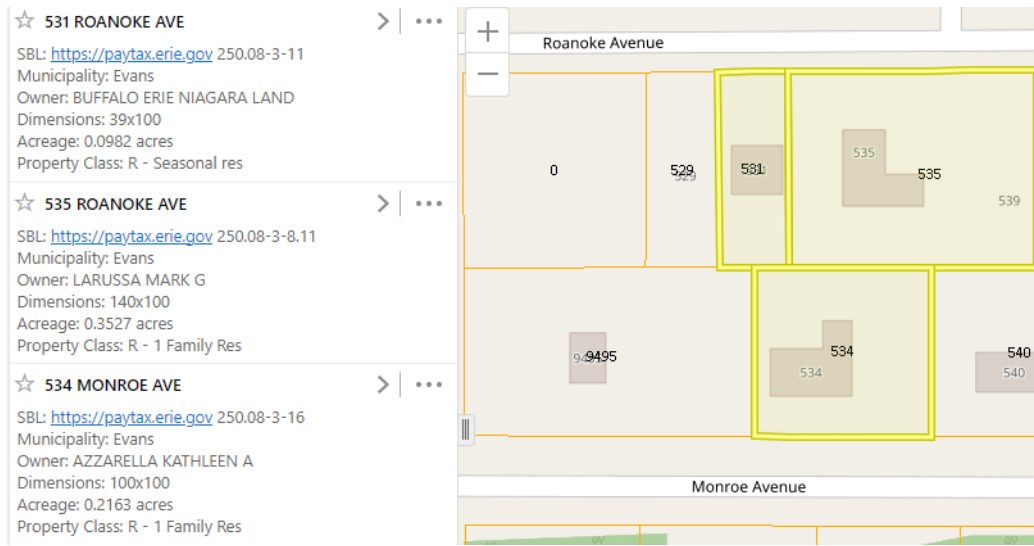 531 ROANOKE AVE
SBL: https://paytax.erie.gov 250.08-3-11
Municipality: Evans
Owner: BUFFALO ERIE NIAGARA LAND
Dimensions: 39x100
Acreage: 0.0982 acres
Property Class: R - Seasonal res
535 ROANOKE AVE
SBL: https://paytax.erie.gov 250.08-3-8.11
Municipality: Evans
Owner: LARUSSA MARK G
Dimensions: 140x100
Acreage: 0.3527 acres
Property Class: R - 1 Family Res
534 MONROE AVE
SBL: https://paytax.erie.gov 250.08-3-16
Municipality: Evans
Owner: AZZARELLA KATHLEEN A
Dimensions: 100x100
Acreage: 0.2163 acres
Property Class: R - 1 Family Res
Roanoke Avenue
0
529
529
531
535
535
539
9495
534
534
540
540
Monroe Avenue